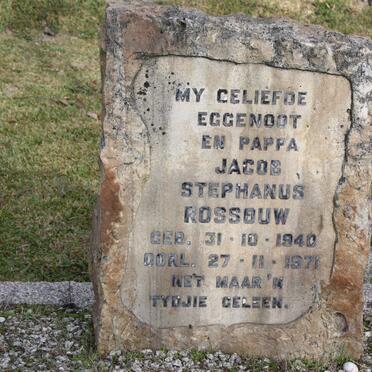 MY GELIEFDE
EGGENOOT
EN PAPPA
JACOB
STEPHANUS
ROSSOUW
GEB. 31 - 10 - 1940
OORL. 27 - 11 - 1971
NET MAAR 'N
TYDJIE GELEEN.